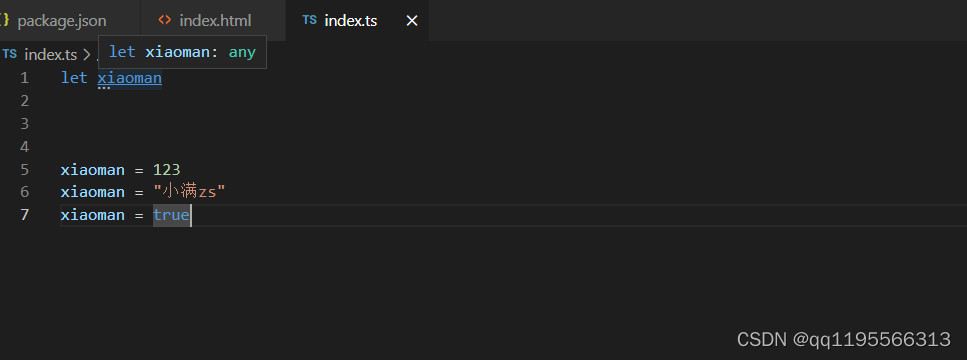 package.json index.html TS index.ts
TS index.ts
let xiaoman: any
1 let xiaoman
2
3
4
5 xiaoman = 123
6 xiaoman = "小满zs"
7 xiaoman = true
CSDN @qq1195566313